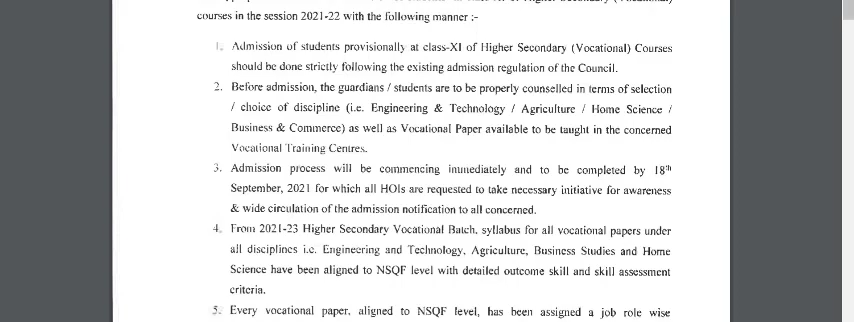 courses in the session 2021-22 with the following manner :-
1. Admission of students provisionally at class-XI of Higher Secondary (Vocational) Courses
should be done strictly following the existing admission regulation of the Council.
2. Before admission, the guardians / students are to be properly counselled in terms of selection
/ choice of discipline (i.e. Engineering & Technology / Agriculture / Home Science /
Business & Commerce) as well as Vocational Paper available to be taught in the concerned
Vocational Training Centres.
3. Admission process will be commencing immediately and to be completed by 18th
September, 2021 for which all HOIs are requested to take necessary initiative for awareness
& wide circulation of the admission notification to all concerned.
4. From 2021-23 Higher Secondary Vocational Batch, syllabus for all vocational papers under
all disciplines i.e. Engineering and Technology, Agriculture, Business Studies and Home
Science have been aligned to NSQF level with detailed outcome skill and skill assessment
criteria.
5. Every vocational paper, aligned to NSQF level, has been assigned a job role wise